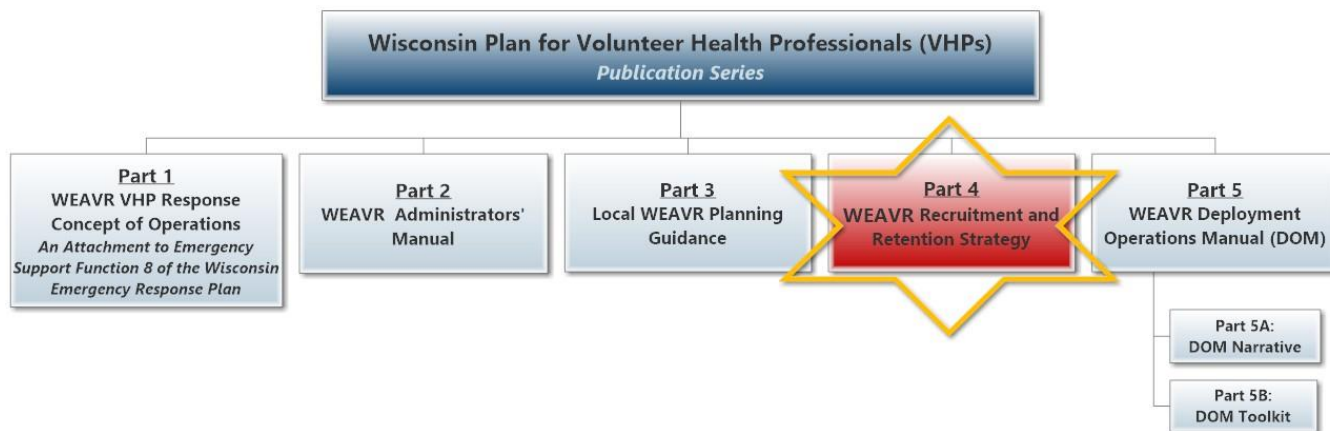 Wisconsin Plan for Volunteer Health Professionals (VHPs)
Publication Series
Part 1
WEAVR VHP Response
Concept of Operations
An Attachment to Emergency
Support Function 8 of the Wisconsin
Emergency Response Plan
Part 2
WEAVR Administrators'
Manual
Part 3
Local WEAVR Planning
Guidance
Part 4
WEAVR Recruitment and
Retention Strategy
Part 5
WEAVR Deployment
Operations Manual (DOM)
Part 5A:
DOM Narrative
Part 5B:
DOM Toolkit